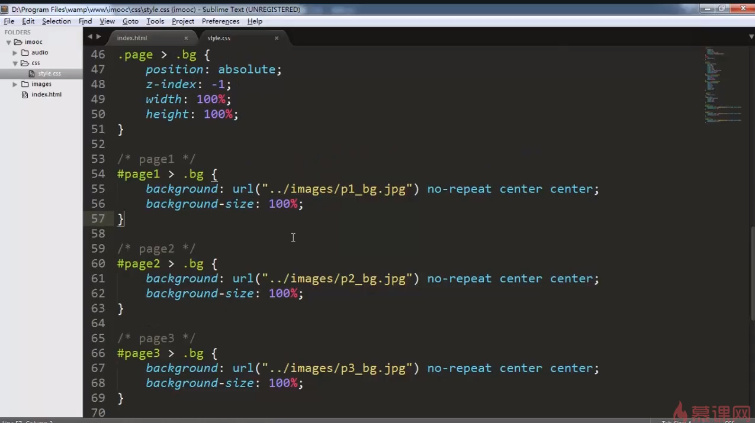 D:\Program Files\wamp\www\imooc\css\style.css (imooc) - Sublime Text (UNREGISTERED)
File Edit Selection Find View Goto Tools Project Preferences Help
imooc
audio
css
style.css
images
index.html
index.html × style.css ×
46 .page > .bg {
47 position: absolute;
48 z-index: -1;
49 width: 100%;
50 height: 100%;
51 }
52
53 /* page1 */
54 #page1 > .bg {
55 background: url("../images/p1_bg.jpg") no-repeat center center;
56 background-size: 100%;
57 }
58
59 /* page2 */
60 #page2 > .bg {
61 background: url("../images/p2_bg.jpg") no-repeat center center;
62 background-size: 100%;
63 }
64
65 /* page3 */
66 #page3 > .bg {
67 background: url("../images/p3_bg.jpg") no-repeat center center;
68 background-size: 100%;
69 }
70
慕课网